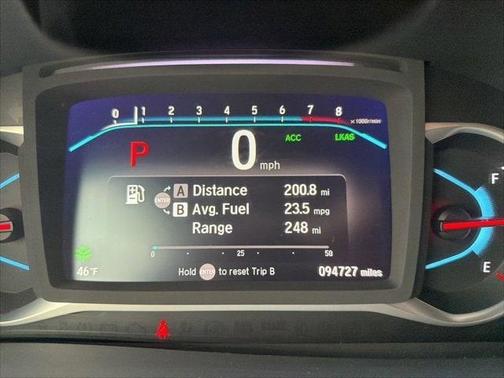 0 1 2 3 4 5 6 7 8 x1000r/min
ACC LKAS
P 0 mph
F
A Distance 200.8 mi
ENTER B Avg. Fuel 23.5 mpg
Range 248 mi
0 25 50
E
46°F Hold ENTER to reset Trip B 094727 miles